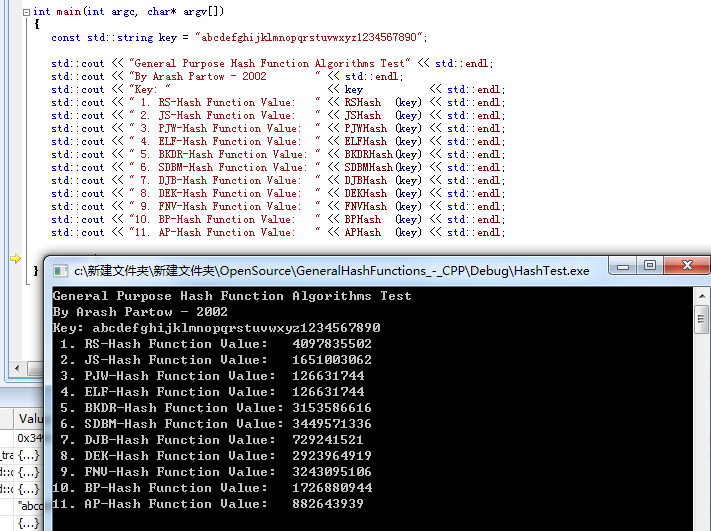 int main(int argc, char* argv[])
{
const std::string key = "abcdefghijklmnopqrstuvwxyz1234567890";
std::cout << "General Purpose Hash Function Algorithms Test" << std::endl;
std::cout << "By Arash Partow - 2002        " << std::endl;
std::cout << "Key: "                          << key          << std::endl;
std::cout << " 1. RS-Hash Function Value:   " << RSHash  (key) << std::endl;
std::cout << " 2. JS-Hash Function Value:   " << JSHash  (key) << std::endl;
std::cout << " 3. PJW-Hash Function Value:  " << PJWHash (key) << std::endl;
std::cout << " 4. ELF-Hash Function Value:  " << ELFHash (key) << std::endl;
std::cout << " 5. BKDR-Hash Function Value: " << BKDRHash(key) << std::endl;
std::cout << " 6. SDBM-Hash Function Value: " << SDBMHash(key) << std::endl;
std::cout << " 7. DJB-Hash Function Value:  " << DJBHash (key) << std::endl;
std::cout << " 8. DEK-Hash Function Value:  " << DEKHash (key) << std::endl;
std::cout << " 9. FNV-Hash Function Value:  " << FNVHash (key) << std::endl;
std::cout << "10. BP-Hash Function Value:   " << BPHash  (key) << std::endl;
std::cout << "11. AP-Hash Function Value:   " << APHash  (key) << std::endl;
}
c:\新建文件夹\新建文件夹\OpenSource\GeneralHashFunctions_-_CPP\Debug\HashTest.exe
General Purpose Hash Function Algorithms Test
By Arash Partow - 2002
Key: abcdefghijklmnopqrstuvwxyz1234567890
1. RS-Hash Function Value:   4097835502
2. JS-Hash Function Value:   1651003062
3. PJW-Hash Function Value:  126631744
4. ELF-Hash Function Value:  126631744
5. BKDR-Hash Function Value: 3153586616
6. SDBM-Hash Function Value: 3449571336
7. DJB-Hash Function Value:  729241521
8. DEK-Hash Function Value:  2923964919
9. FNV-Hash Function Value:  3243095106
10. BP-Hash Function Value:   1726880944
11. AP-Hash Function Value:   882643939
Valu
0x349
_tra {...}
d::c {...}
d::c {...}
"abcd
{...}